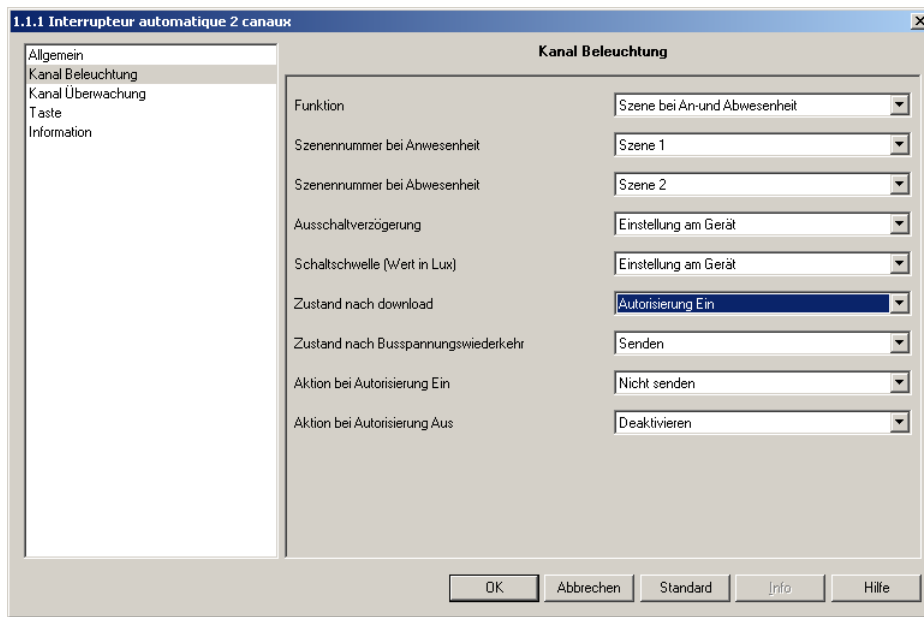 1.1.1 Interrupteur automatique 2 canaux
Allgemein
Kanal Beleuchtung
Kanal Überwachung
Taste
Information
Kanal Beleuchtung
Funktion Szene bei An-und Abwesenheit
Szenennummer bei Anwesenheit Szene 1
Szenennummer bei Abwesenheit Szene 2
Ausschaltverzögerung Einstellung am Gerät
Schaltschwelle (Wert in Lux) Einstellung am Gerät
Zustand nach download Autorisierung Ein
Zustand nach Busspannungswiederkehr Senden
Aktion bei Autorisierung Ein Nicht senden
Aktion bei Autorisierung Aus Deaktivieren
OK Abbrechen Standard Info Hilfe